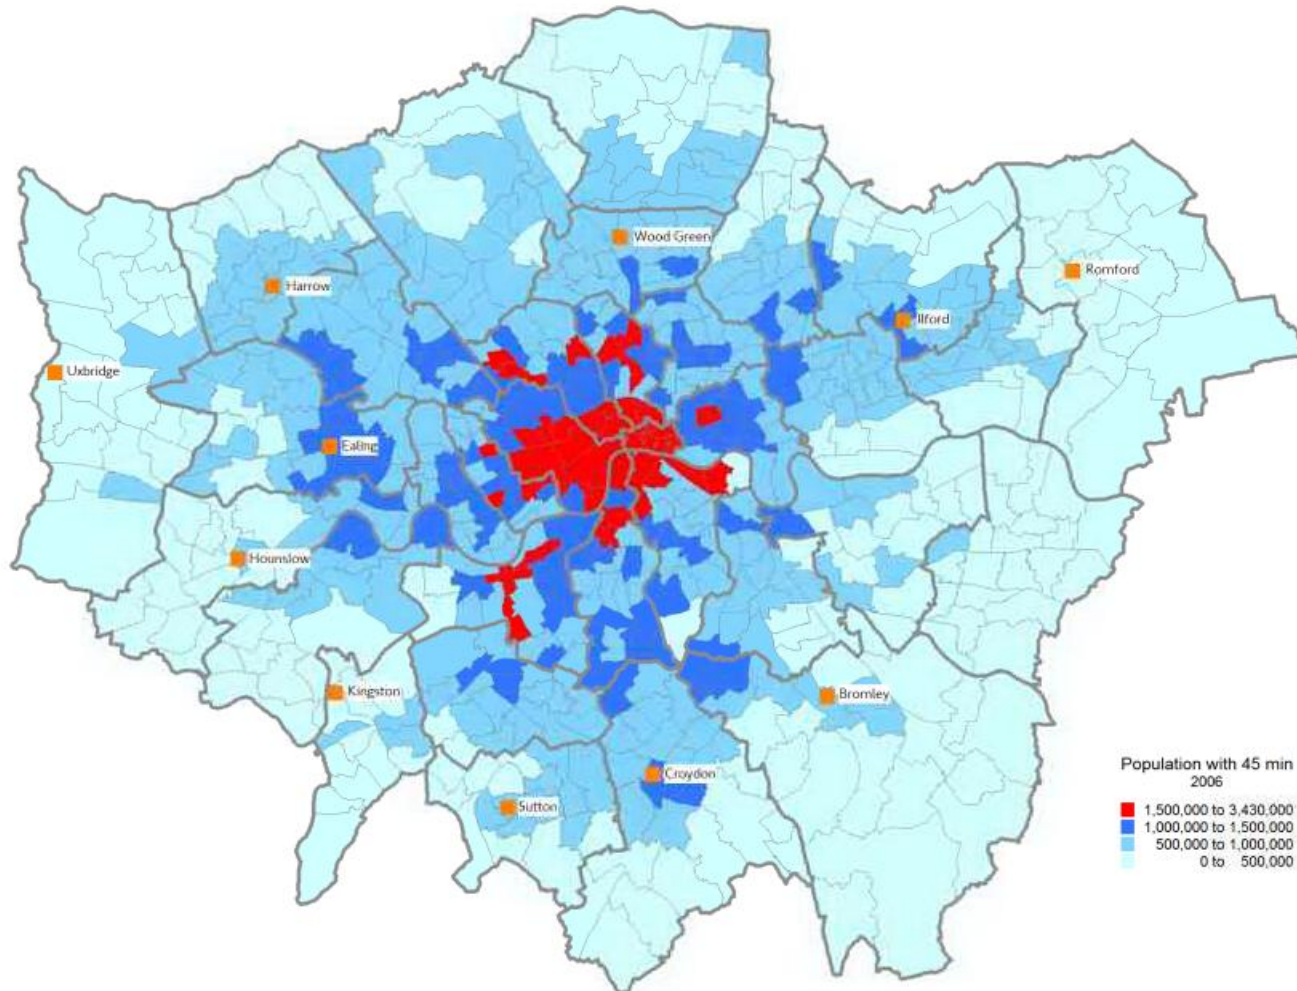 Wood Green
Romford
Harrow
Ilford
Uxbridge
Ealing
Hounslow
Kingston
Bromley
Croydon
Sutton
Population with 45 min
2006
1,500,000 to 3,430,000
1,000,000 to 1,500,000
500,000 to 1,000,000
0 to 500,000